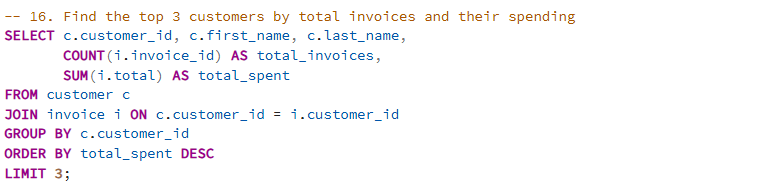 -- 16. Find the top 3 customers by total invoices and their spending
SELECT c.customer_id, c.first_name, c.last_name,
COUNT(i.invoice_id) AS total_invoices,
SUM(i.total) AS total_spent
FROM customer c
JOIN invoice i ON c.customer_id = i.customer_id
GROUP BY c.customer_id
ORDER BY total_spent DESC
LIMIT 3;